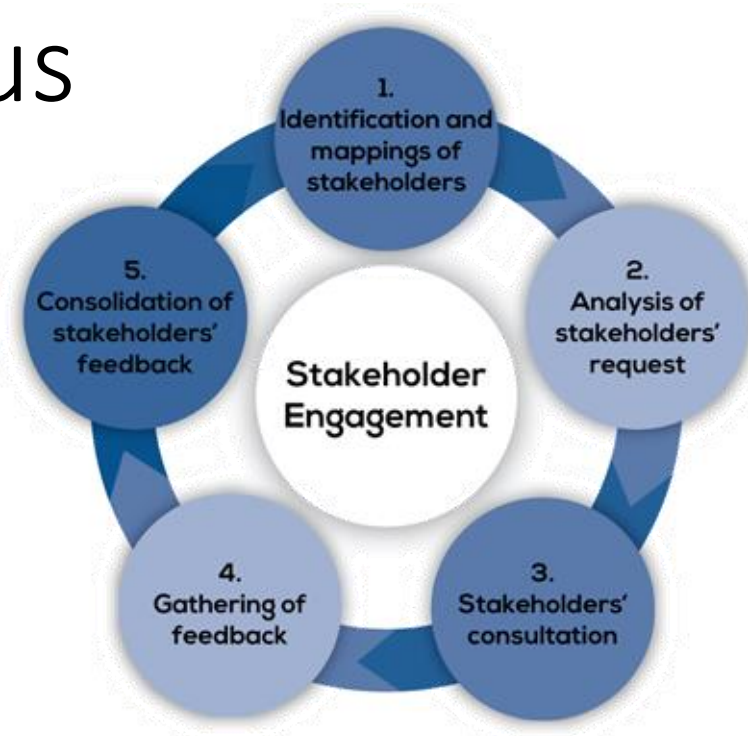 us
1.
Identification and
mappings of
stakeholders
2.
Analysis of
stakeholders'
request
3.
Stakeholders'
consultation
4.
Gathering of
feedback
5.
Consolidation of
stakeholders'
feedback
Stakeholder
Engagement